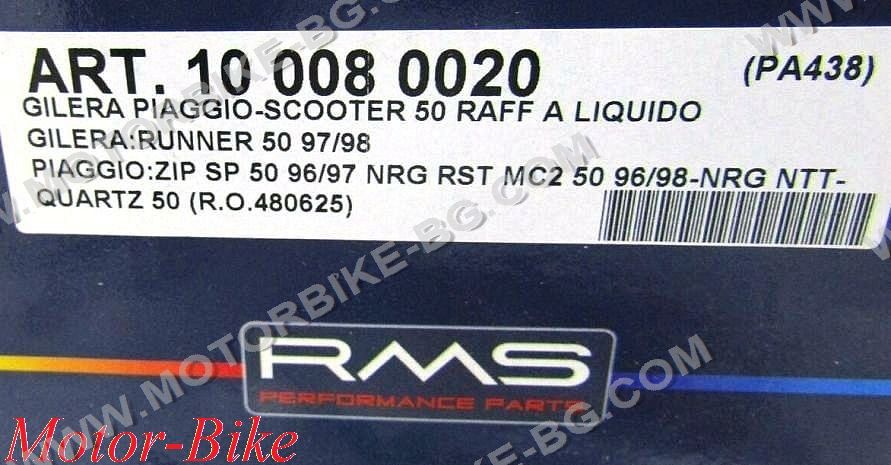 ART. 10 008 0020
(PA438)
GILERA PIAGGIO-SCOOTER 50 RAFF A LIQUIDO
GILERA:RUNNER 50 97/98
PIAGGIO:ZIP SP 50 96/97 NRG RST MC2 50 96/98-NRG NTT-
QUARTZ 50 (R.O.480625)
RMS
PERFORMANCE PARTS
Motor-Bike
WWW.MOTORBIKE-BG.COM